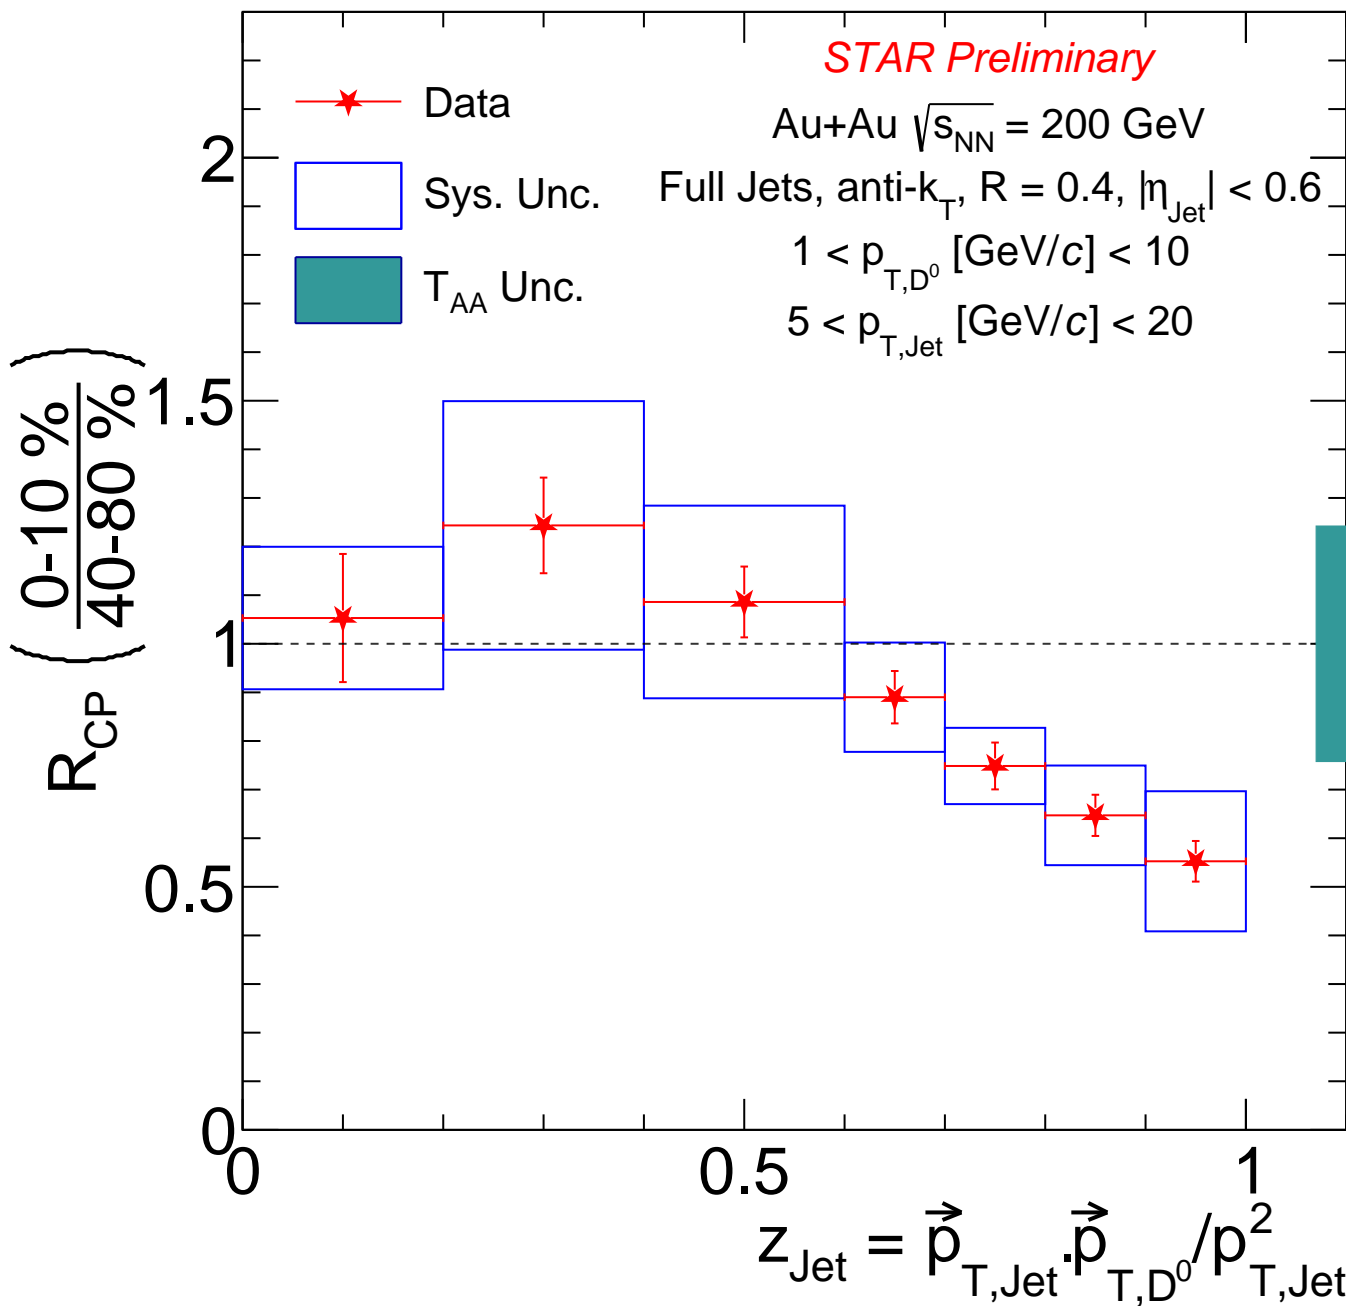 STAR Preliminary
Au+Au √s_NN = 200 GeV
Full Jets, anti-k_T, R = 0.4, |η_Jet| < 0.6
1 < p_T,D⁰ [GeV/c] < 10
5 < p_T,Jet [GeV/c] < 20
Data
Sys. Unc.
T_AA Unc.
R_CP (0-10 % / 40-80 %)
2
1.5
1
0.5
0
0 0.5 1
z_Jet = p⃗_T,Jet.p⃗_T,D⁰/p²_T,Jet